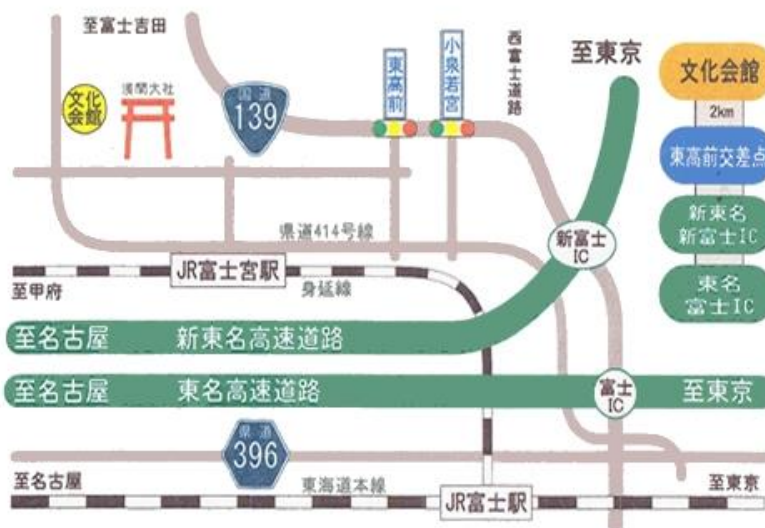 至富士吉田
東高前
小泉若宮
西富士道路
至東京
文化会館
2km
東高前交差点
新東名
新富士IC
東名
富士IC
文化
会館
浅間大社
国道
139
県道414号線
新富士
IC
JR富士宮駅
至甲府
身延線
至名古屋
新東名高速道路
至名古屋
東名高速道路
富士
IC
至東京
県道
396
至名古屋
東海道本線
至東京
JR富士駅